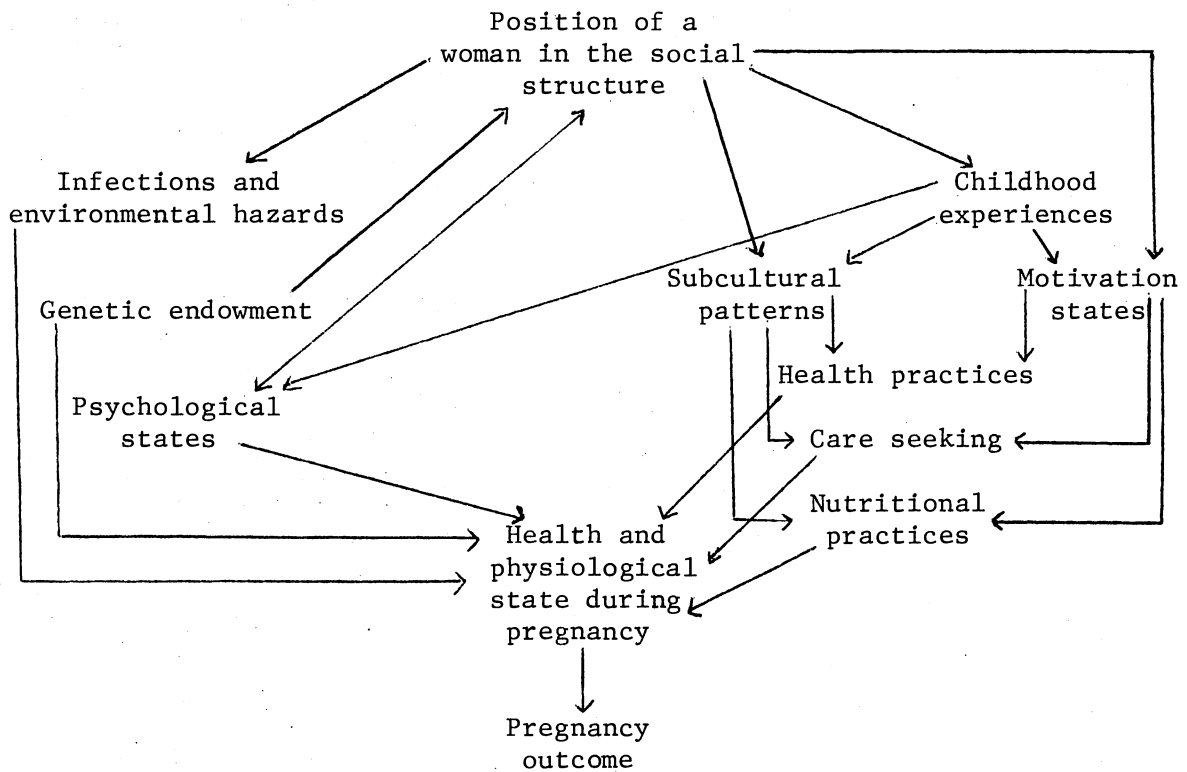 Position of a
woman in the social
structure
Infections and
environmental hazards
Childhood
experiences
Subcultural
patterns
Motivation
states
Genetic endowment
Health practices
Psychological
states
Care seeking
Nutritional
practices
Health and
physiological
state during
pregnancy
Pregnancy
outcome